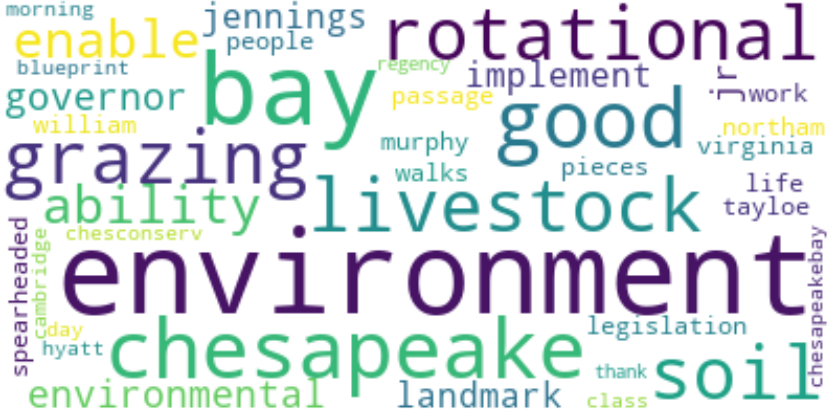 morning
jennings
rotational
enable
people
blueprint
bay
regency
implement
jr
work
governor
passage
good
william
northam
grazing
murphy
virginia
walks
pieces
ability
livestock
life
tayloe
chesconserv
spearheaded
cambridge
environment
chesapeakebay
day
hyatt
chesapeake
legislation
thank
soil
environmental
landmark
class